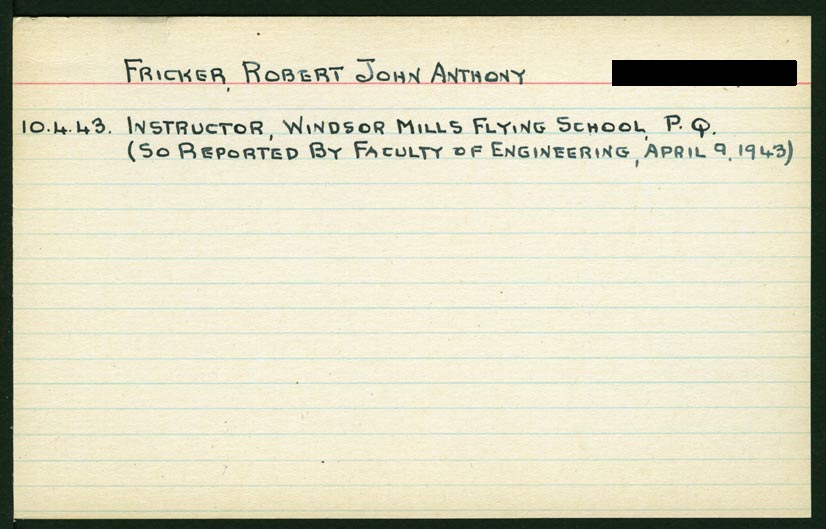 FRICKER, ROBERT JOHN ANTHONY
10.4.43. INSTRUCTOR, WINDSOR MILLS FLYING SCHOOL, P.Q.
(SO REPORTED BY FACULTY OF ENGINEERING, APRIL 9, 1943)